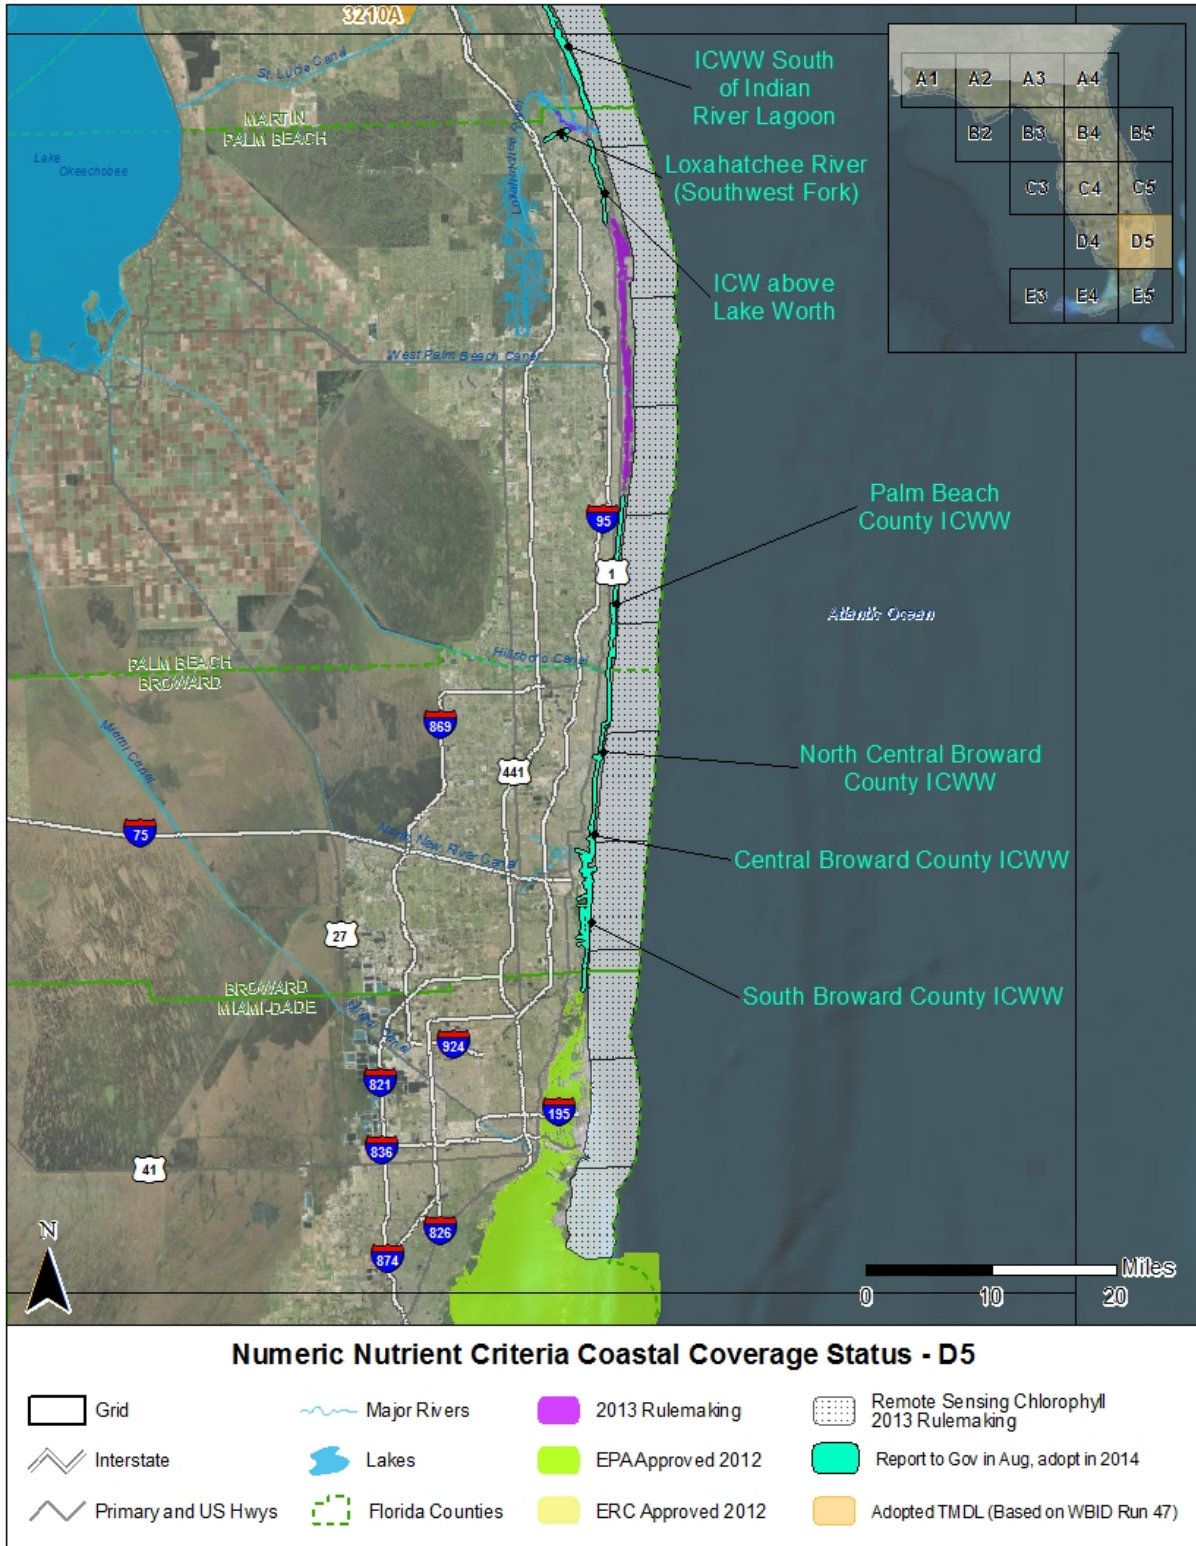 3210A
St. Lucie Canal
MARTIN
PALM BEACH
Lake
Okeechobee
Loxahatchee River
ICWW South
of Indian
River Lagoon
Loxahatchee River
(Southwest Fork)
ICW above
Lake Worth
A1 A2 A3 A4
B2 B3 B4 B5
C3 C4 C5
D4 D5
E3 E4 E5
West Palm Beach Canal
Palm Beach
County ICWW
95
1
Atlantic Ocean
Hillsboro Canal
PALM BEACH
BROWARD
Miami Canal
869
441
North Central Broward
County ICWW
75
North New River Canal
Central Broward County ICWW
27
South Broward County ICWW
BROWARD
MIAMI-DADE
Miami Canal
924
821
195
836
41
826
874
N
Miles
0 10 20
Numeric Nutrient Criteria Coastal Coverage Status - D5
Grid
Interstate
Primary and US Hwys
Major Rivers
Lakes
Florida Counties
2013 Rulemaking
EPA Approved 2012
ERC Approved 2012
Remote Sensing Chlorophyll
2013 Rulemaking
Report to Gov in Aug, adopt in 2014
Adopted TMDL (Based on WBID Run 47)